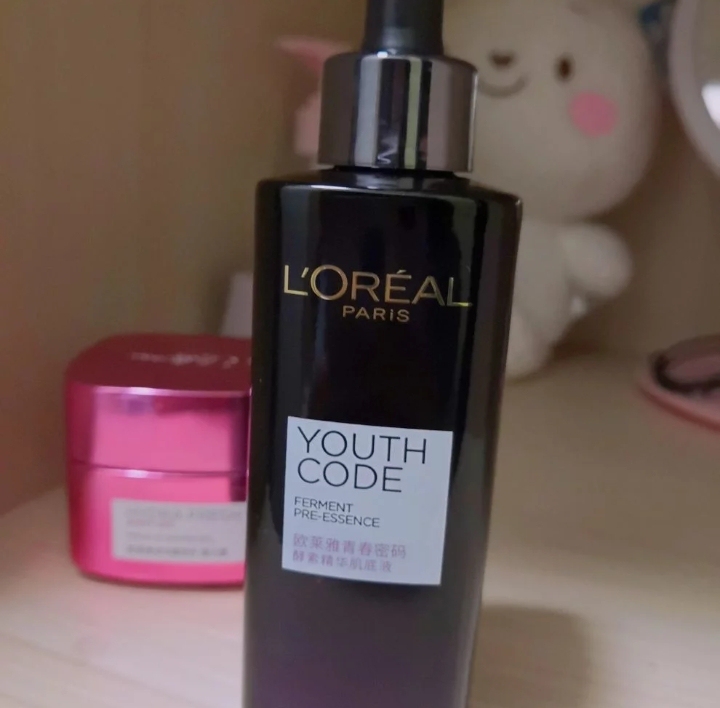 L'ORÉAL
PARIS
YOUTH
CODE
FERMENT
PRE-ESSENCE
欧莱雅青春密码
酵素精华肌底液